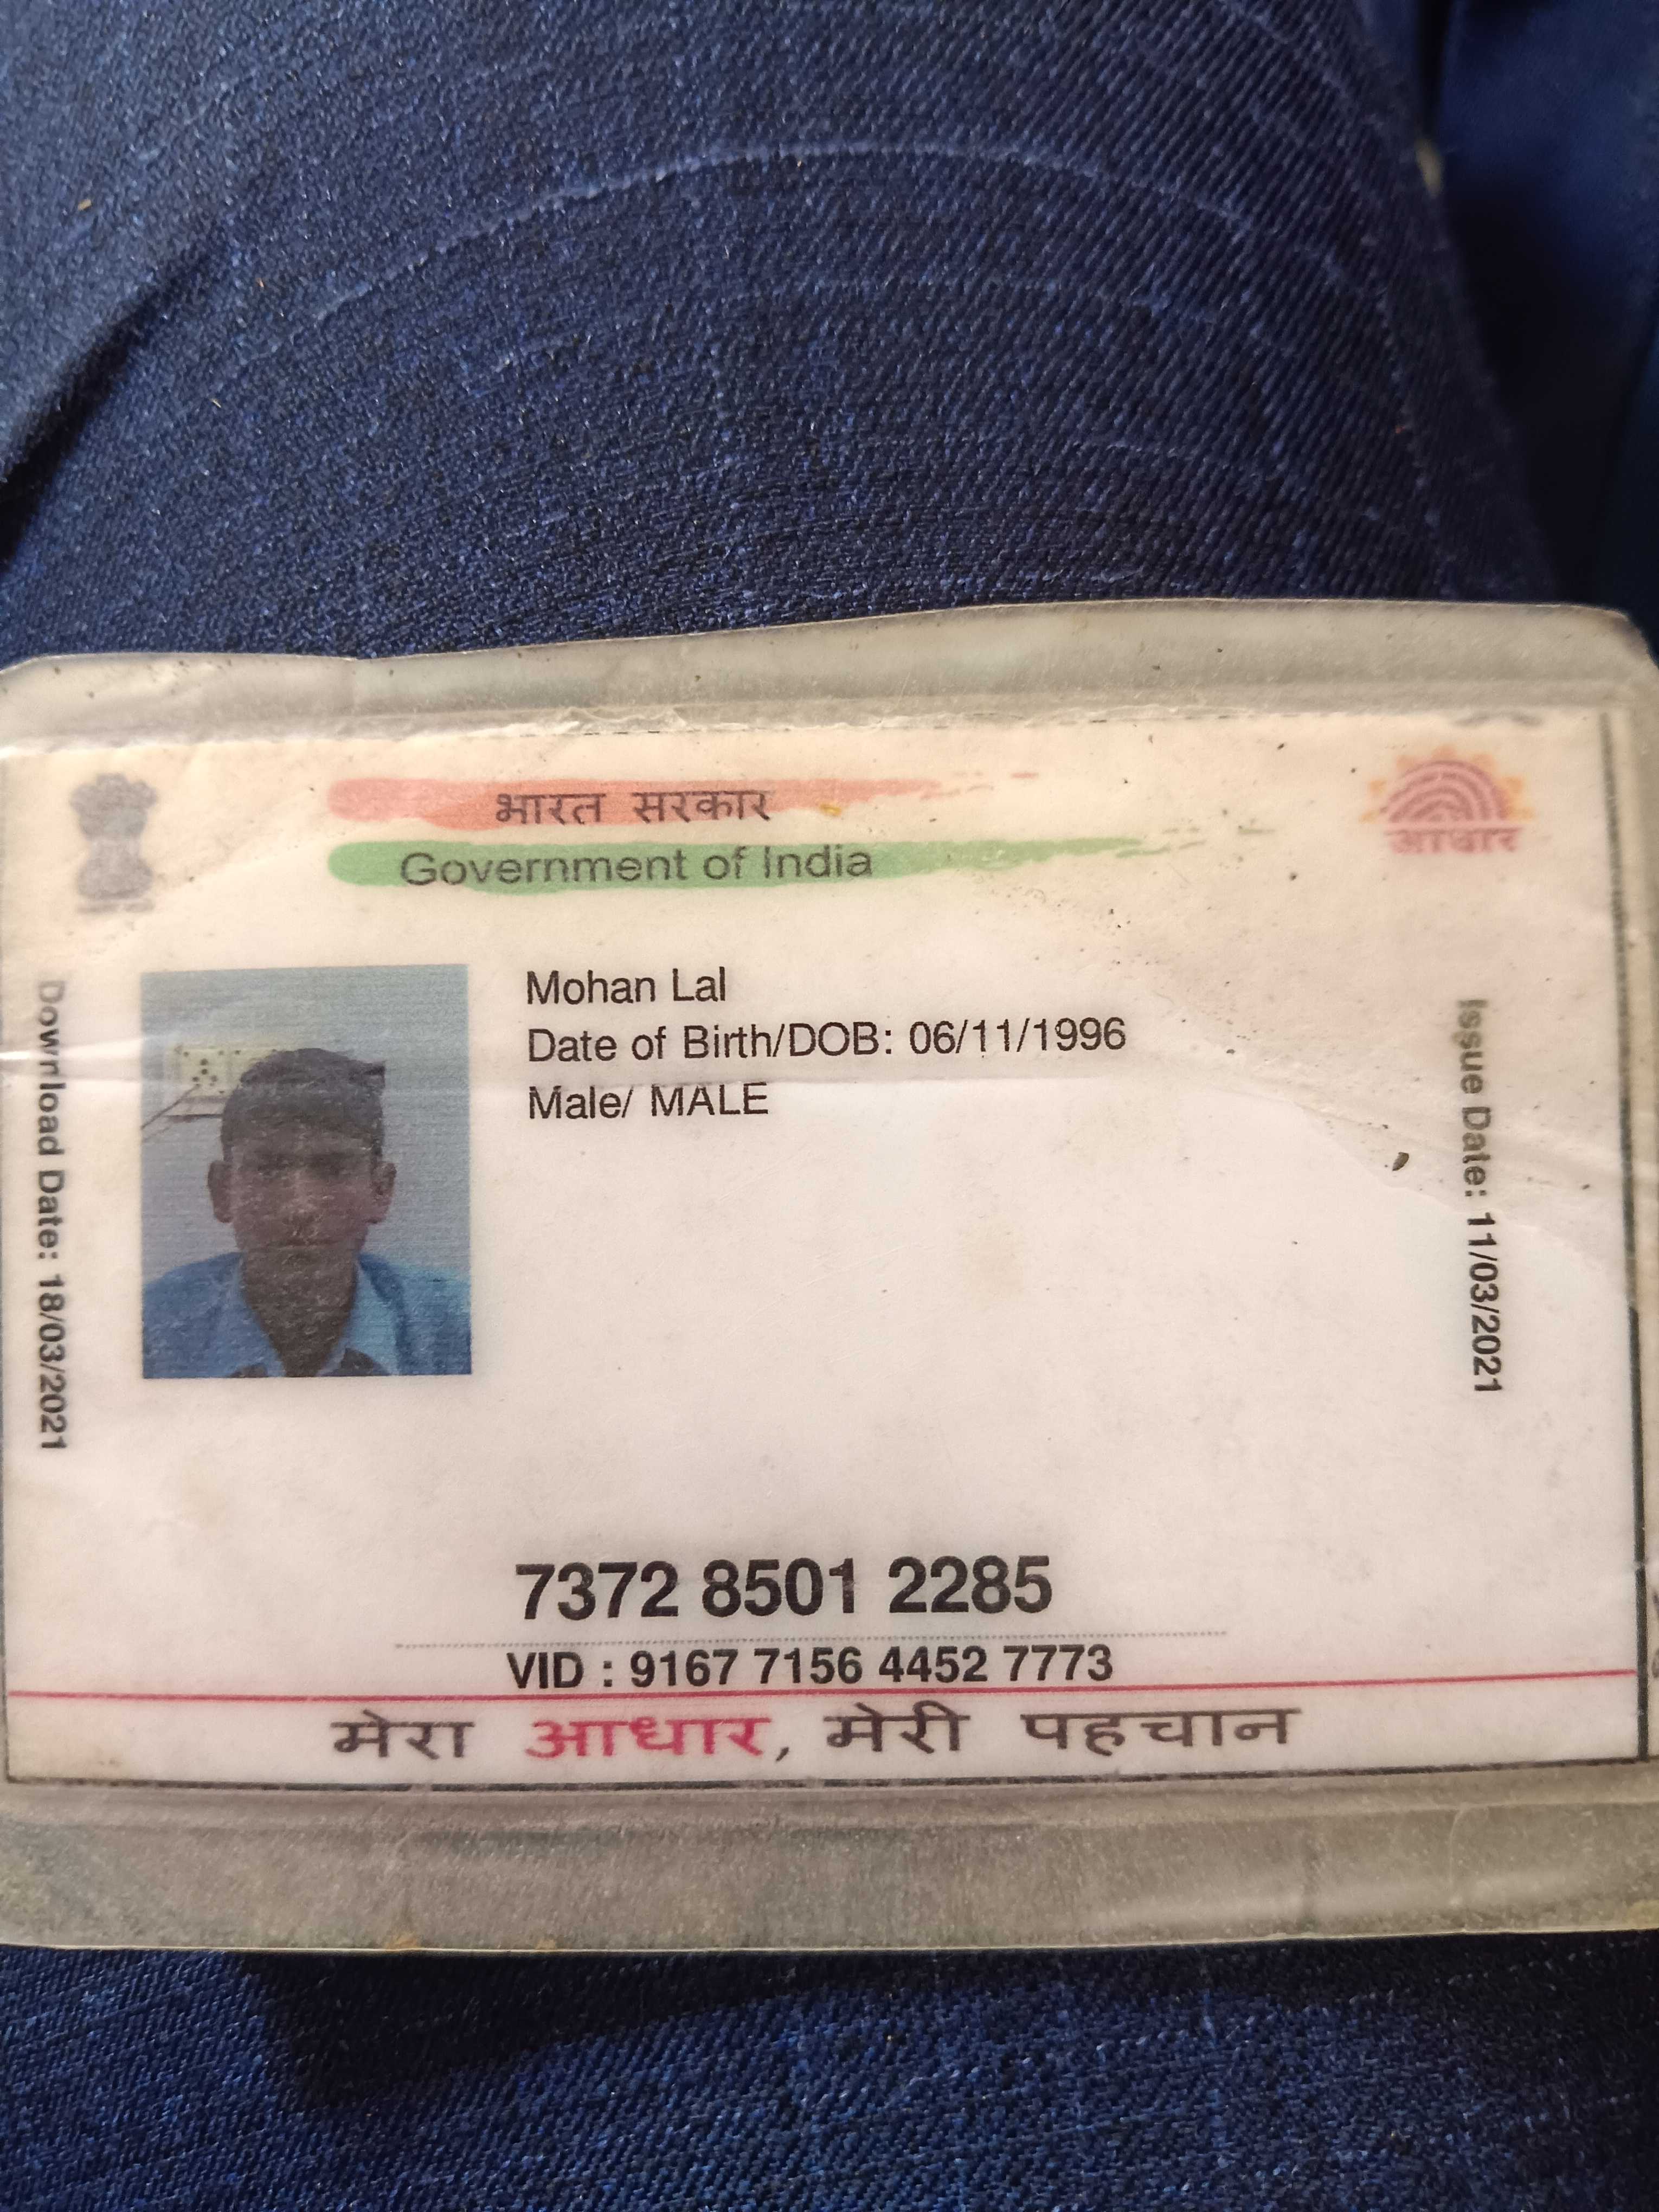 भारत सरकार
Government of India
आधार
Download Date: 18/03/2021
Mohan Lal
Date of Birth/DOB: 06/11/1996
Male/ MALE
Issue Date: 11/03/2021
7372 8501 2285
VID : 9167 7156 4452 7773
मेरा आधार, मेरी पहचान